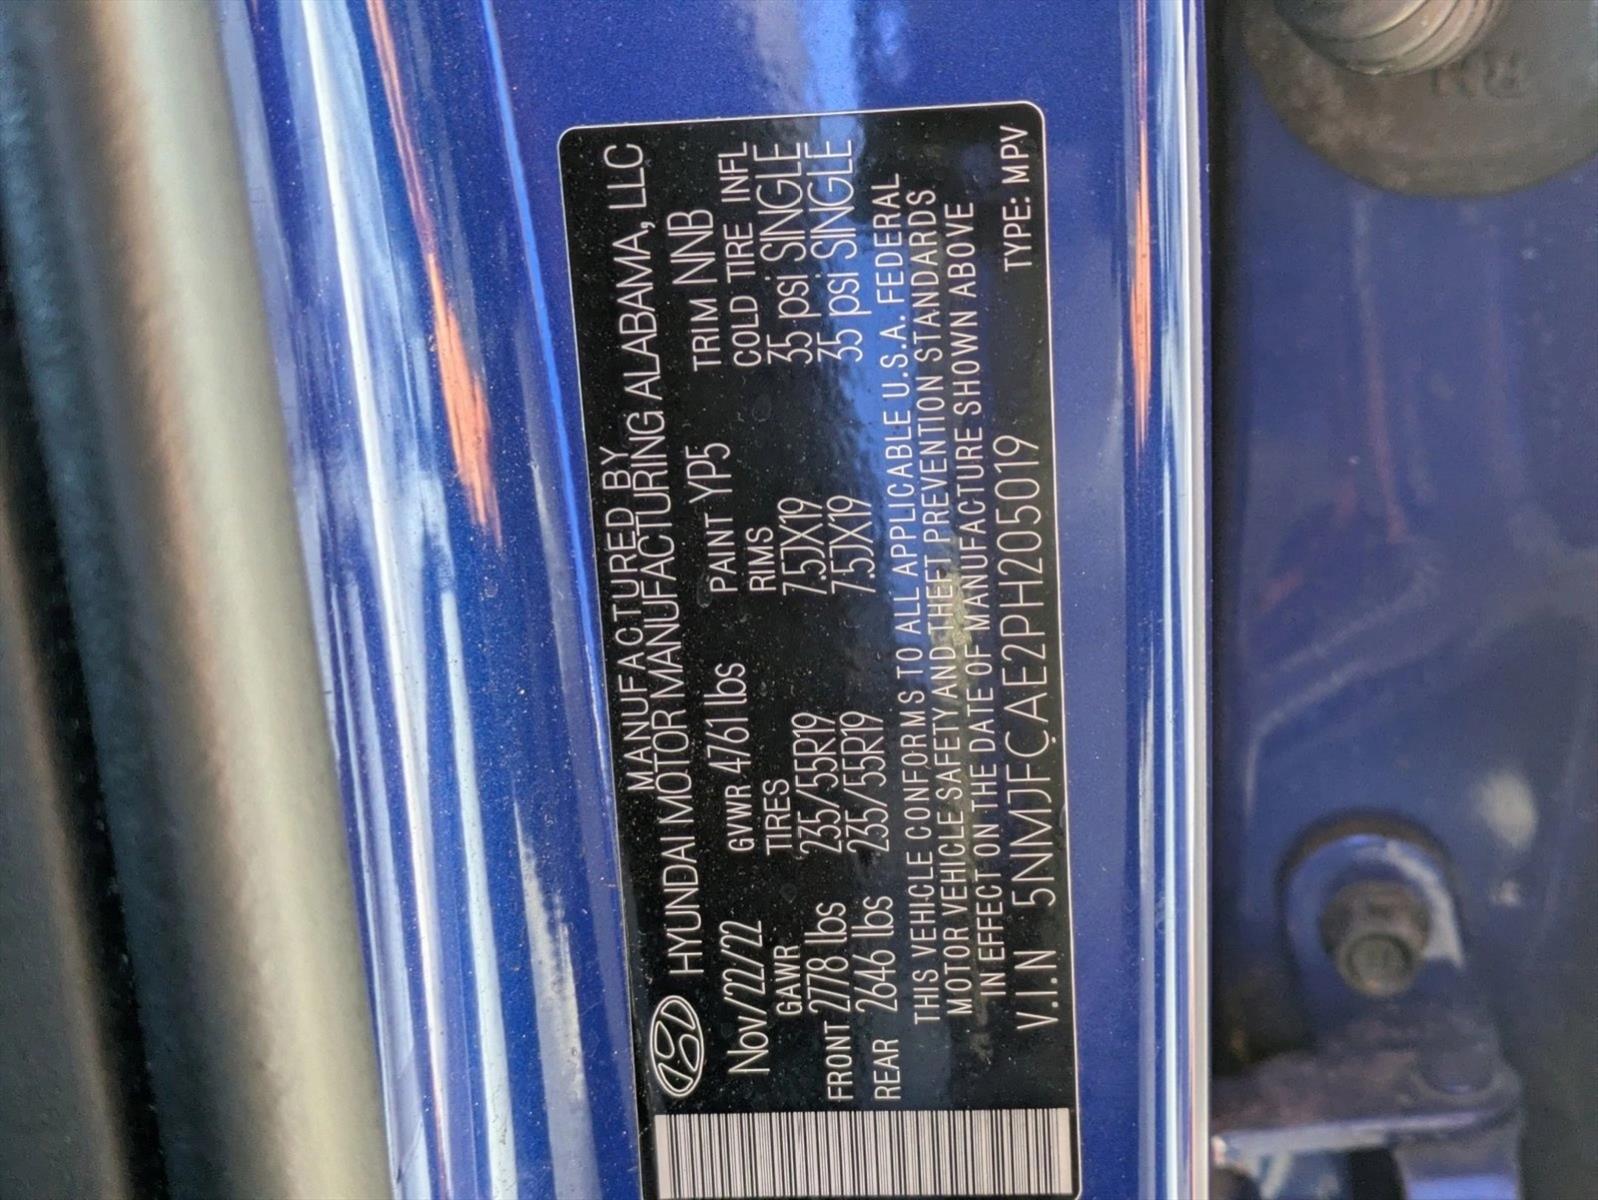 MANUFACTURED BY
HYUNDAI MOTOR MANUFACTURING ALABAMA, LLC
Nov/22/22 GVWR 4761 lbs PAINT YP5 TRIM NNB
GAWR TIRES RIMS COLD TIRE INFL
FRONT 2778 lbs 235/55R19 7.5JX19 35 psi SINGLE
REAR 2646 lbs 235/55R19 7.5JX19 35 psi SINGLE
THIS VEHICLE CONFORMS TO ALL APPLICABLE U.S.A. FEDERAL
MOTOR VEHICLE SAFETY AND THEFT PREVENTION STANDARDS
IN EFFECT ON THE DATE OF MANUFACTURE SHOWN ABOVE
V.I.N 5NMJFCAE2PH205019 TYPE: MPV